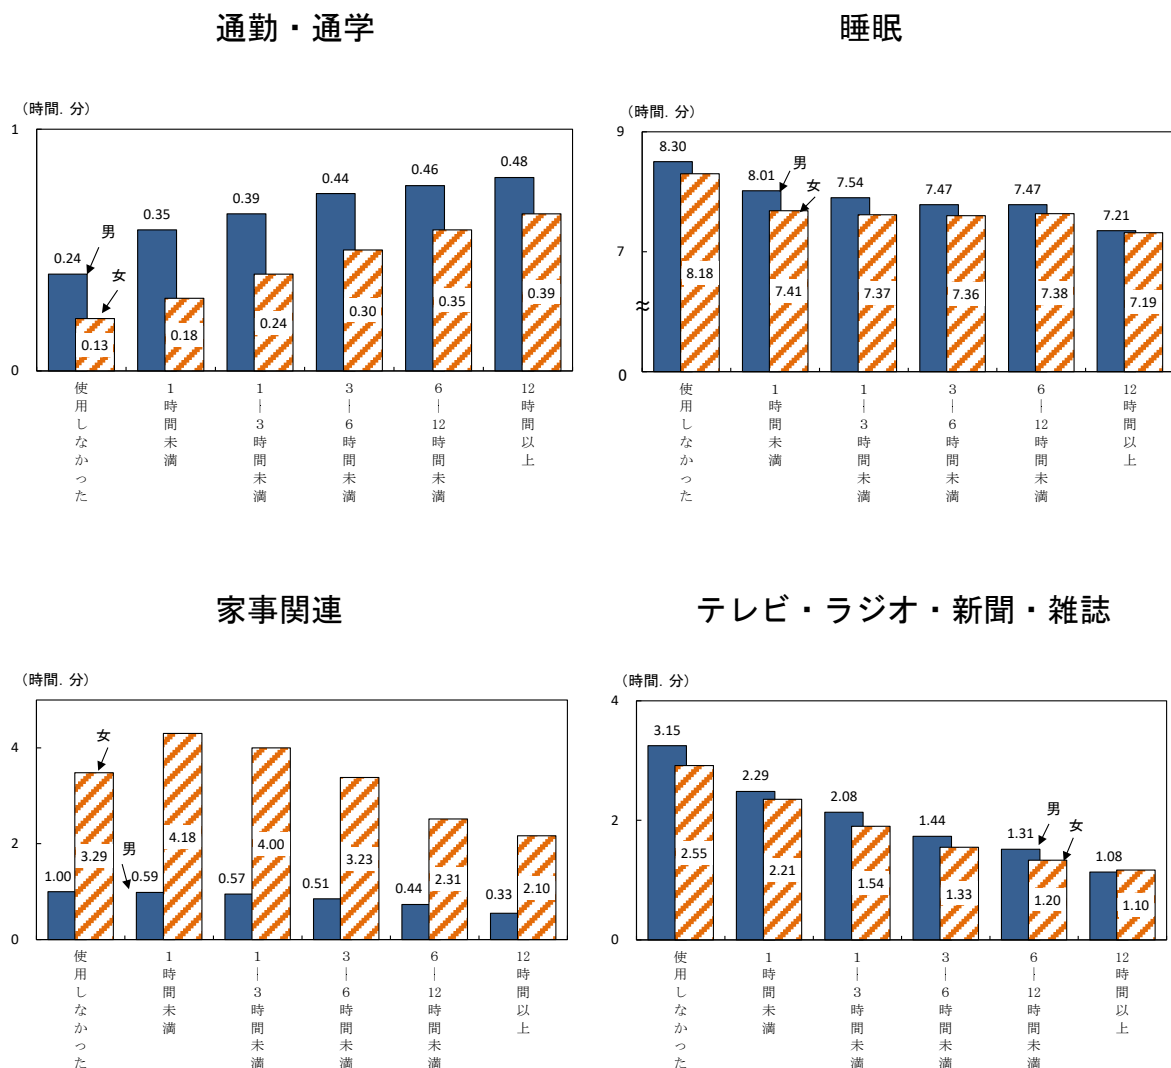 通勤・通学
(時間. 分)
1
0
0.24
0.35
0.39
0.44
0.46
0.48
男
女
0.13
0.18
0.24
0.30
0.35
0.39
使用しなかった
1時間未満
1―3時間未満
3―6時間未満
6―12時間未満
12時間以上
睡眠
(時間. 分)
9
7
≈
0
8.30
8.01
7.54
7.47
7.47
7.21
男
女
8.18
7.41
7.37
7.36
7.38
7.19
使用しなかった
1時間未満
1―3時間未満
3―6時間未満
6―12時間未満
12時間以上
家事関連
(時間. 分)
4
2
0
女
男
1.00
0.59
0.57
0.51
0.44
0.33
3.29
4.18
4.00
3.23
2.31
2.10
使用しなかった
1時間未満
1―3時間未満
3―6時間未満
6―12時間未満
12時間以上
テレビ・ラジオ・新聞・雑誌
(時間. 分)
4
2
0
3.15
2.29
2.08
1.44
1.31
1.08
男
女
2.55
2.21
1.54
1.33
1.20
1.10
使用しなかった
1時間未満
1―3時間未満
3―6時間未満
6―12時間未満
12時間以上